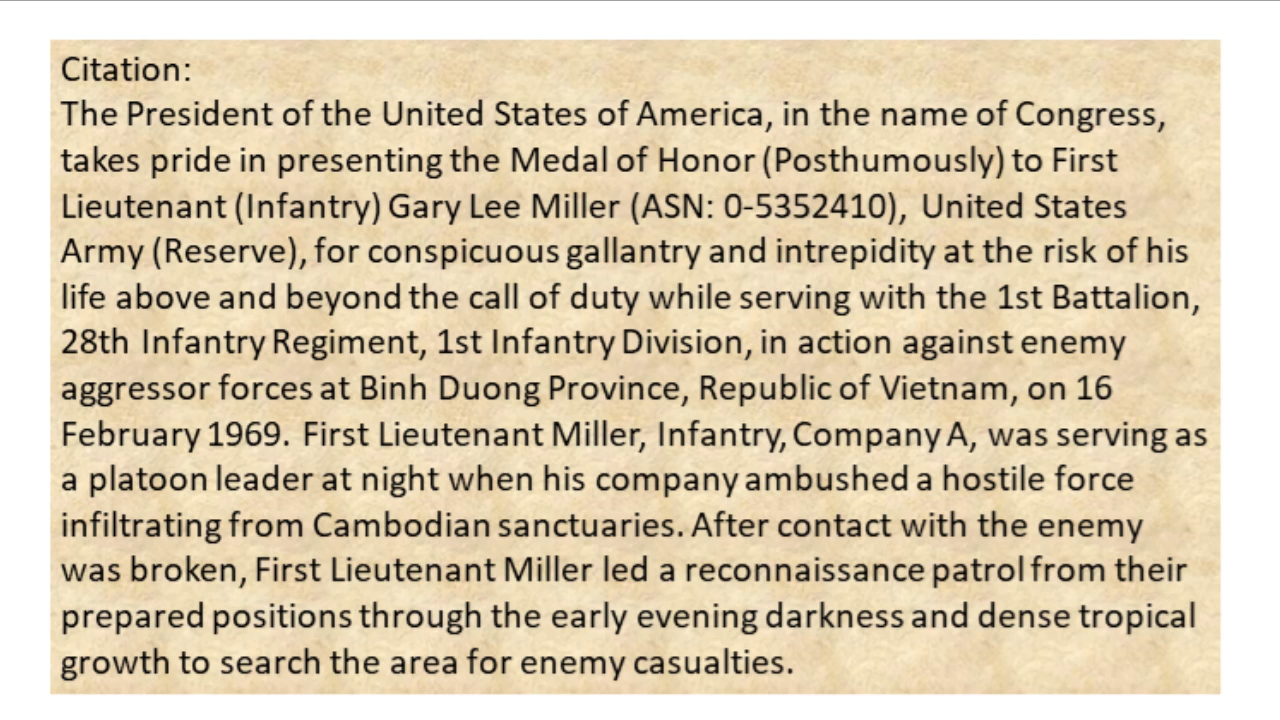 Citation:
The President of the United States of America, in the name of Congress,
takes pride in presenting the Medal of Honor (Posthumously) to First
Lieutenant (Infantry) Gary Lee Miller (ASN: 0-5352410), United States
Army (Reserve), for conspicuous gallantry and intrepidity at the risk of his
life above and beyond the call of duty while serving with the 1st Battalion,
28th Infantry Regiment, 1st Infantry Division, in action against enemy
aggressor forces at Binh Duong Province, Republic of Vietnam, on 16
February 1969. First Lieutenant Miller, Infantry, Company A, was serving as
a platoon leader at night when his company ambushed a hostile force
infiltrating from Cambodian sanctuaries. After contact with the enemy
was broken, First Lieutenant Miller led a reconnaissance patrol from their
prepared positions through the early evening darkness and dense tropical
growth to search the area for enemy casualties.